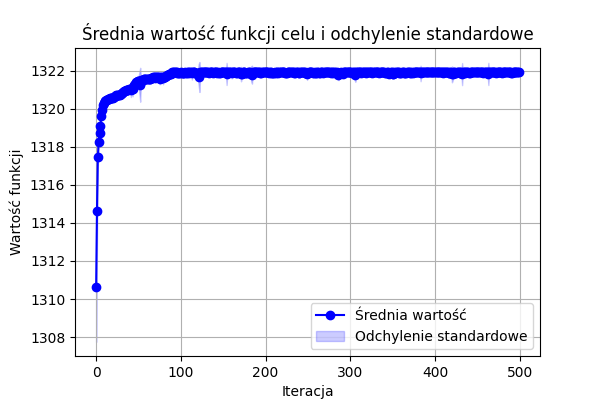 Średnia wartość funkcji celu i odchylenie standardowe
Wartość funkcji
1322
1320
1318
1316
1314
1312
1310
1308
Średnia wartość
Odchylenie standardowe
0 100 200 300 400 500
Iteracja